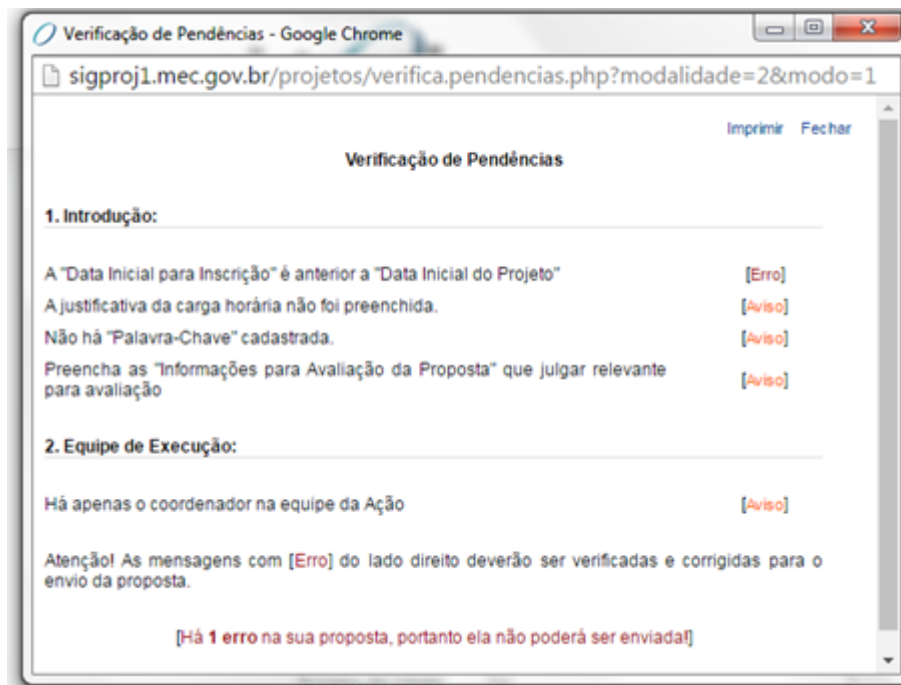 Verificação de Pendências - Google Chrome
sigproj1.mec.gov.br/projetos/verifica.pendencias.php?modalidade=2&modo=1
Imprimir Fechar
Verificação de Pendências
1. Introdução:
A "Data Inicial para Inscrição" é anterior a "Data Inicial do Projeto" [Erro]
A justificativa da carga horária não foi preenchida. [Aviso]
Não há "Palavra-Chave" cadastrada. [Aviso]
Preencha as "Informações para Avaliação da Proposta" que julgar relevante
para avaliação [Aviso]
2. Equipe de Execução:
Há apenas o coordenador na equipe da Ação [Aviso]
Atenção! As mensagens com [Erro] do lado direito deverão ser verificadas e corrigidas para o
envio da proposta.
[Há 1 erro na sua proposta, portanto ela não poderá ser enviada!]